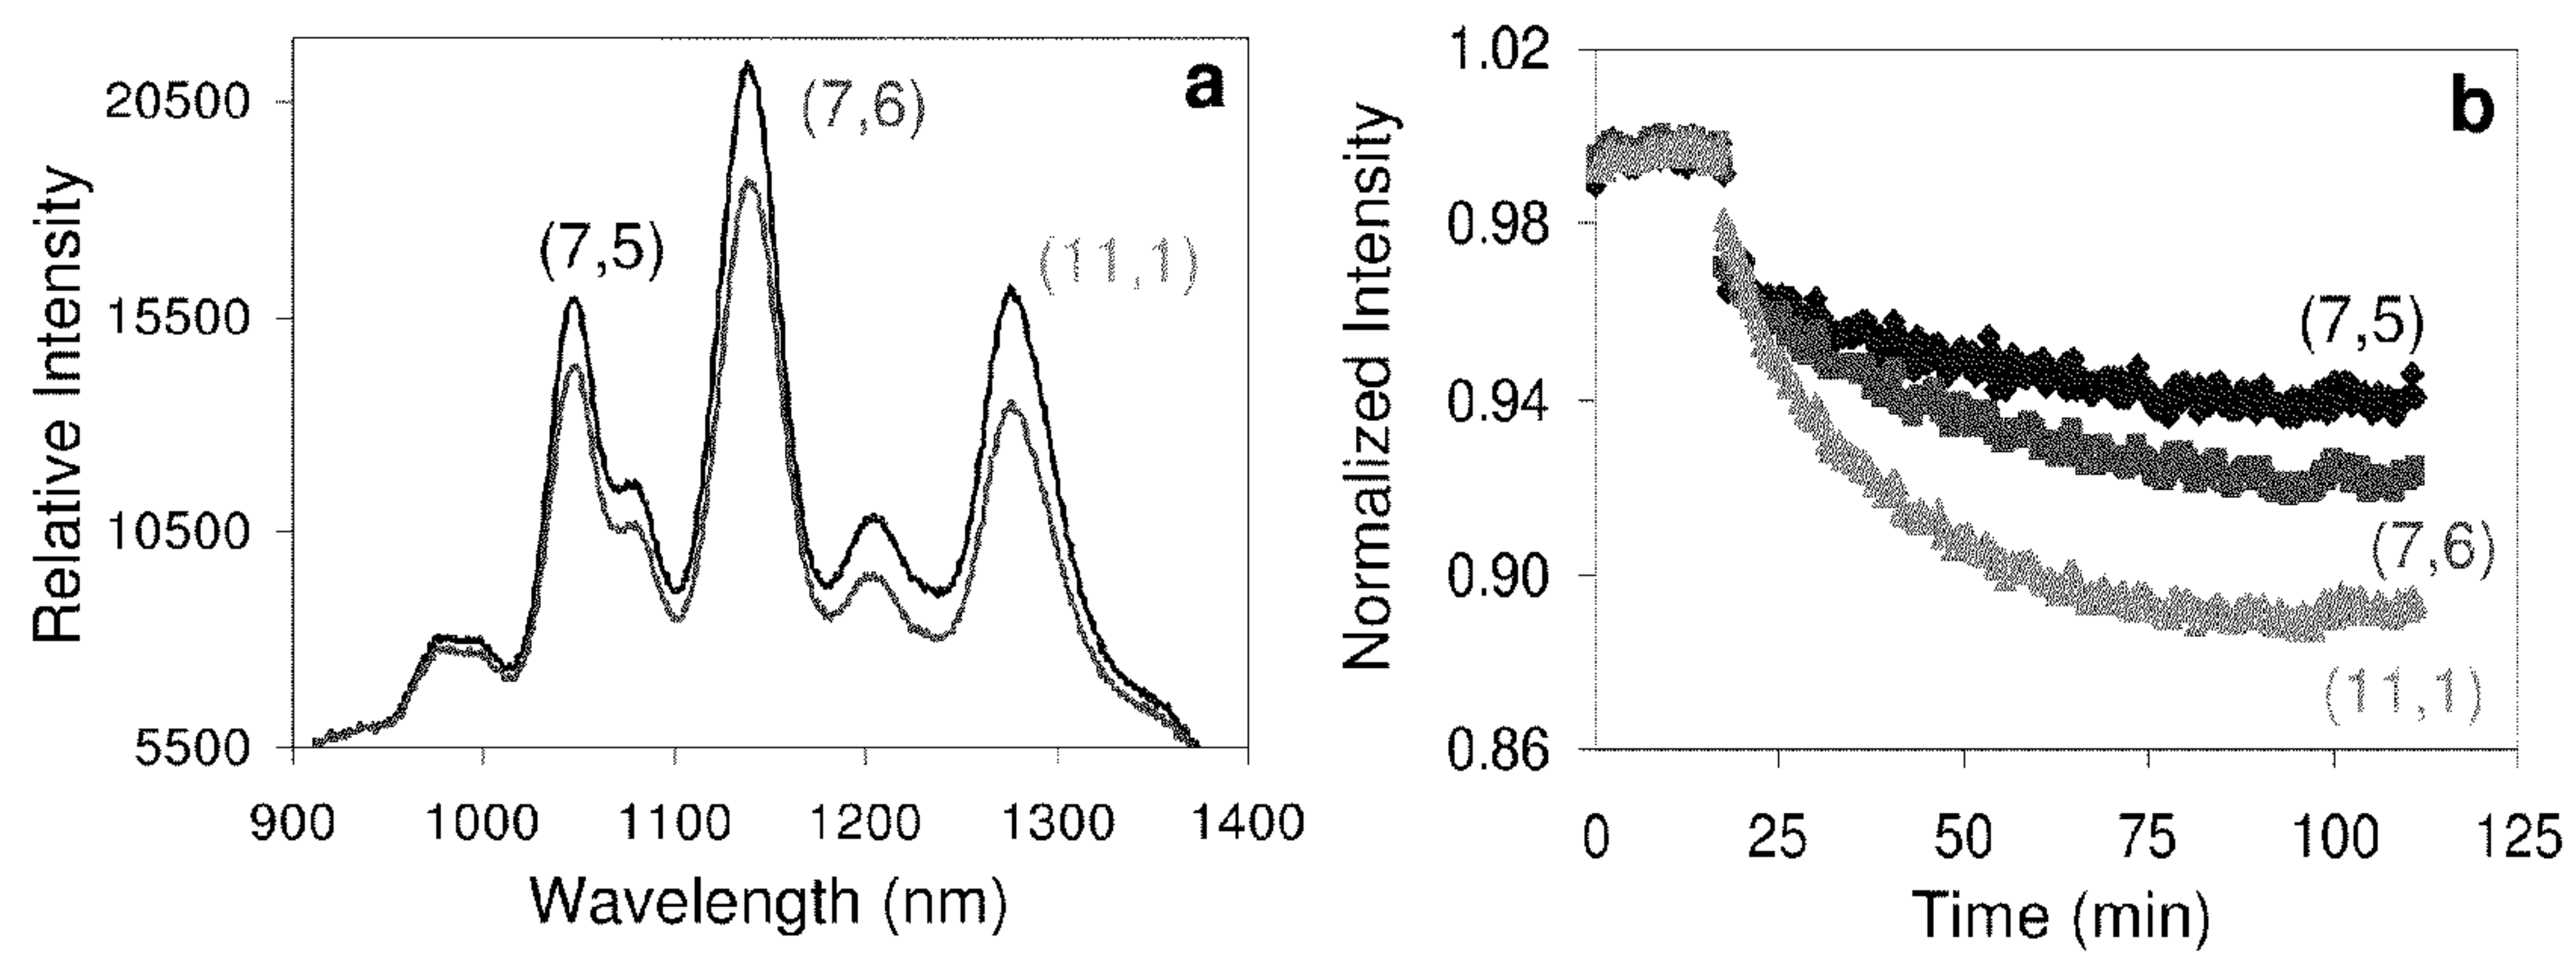 a
20500
15500
10500
5500
Relative Intensity
(7,5)
(7,6)
(11,1)
900 1000 1100 1200 1300 1400
Wavelength (nm)
b
1.02
0.98
0.94
0.90
0.86
Normalized Intensity
(7,5)
(7,6)
(11,1)
0 25 50 75 100 125
Time (min)